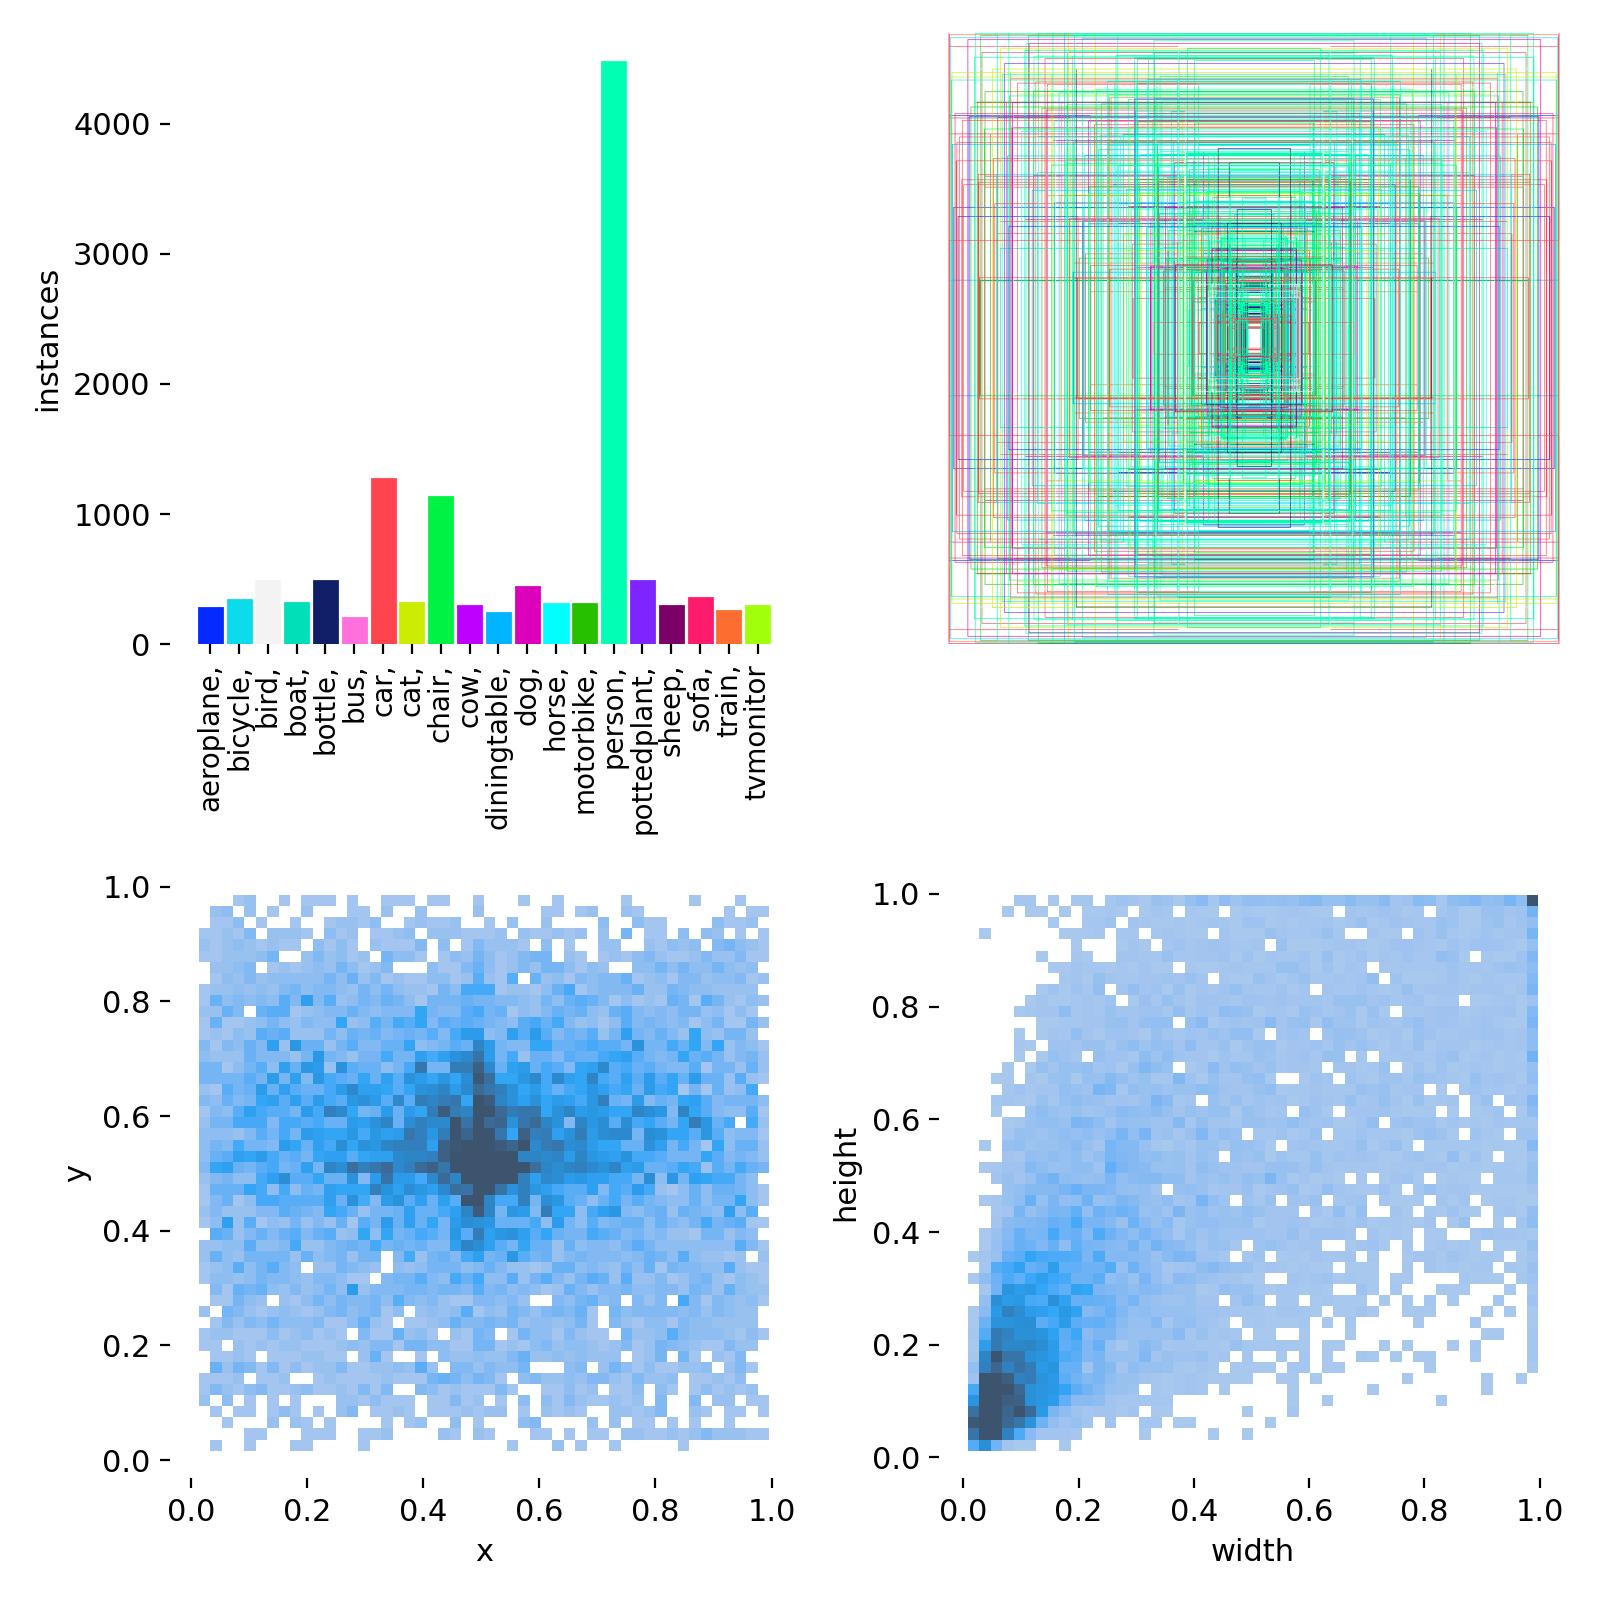 instances
4000
3000
2000
1000
0
aeroplane,
bicycle,
bird,
boat,
bottle,
bus,
car,
cat,
chair,
cow,
diningtable,
dog,
horse,
motorbike,
person,
pottedplant,
sheep,
sofa,
train,
tvmonitor
y
1.0
0.8
0.6
0.4
0.2
0.0
0.0 0.2 0.4 0.6 0.8 1.0
x
height
1.0
0.8
0.6
0.4
0.2
0.0
0.0 0.2 0.4 0.6 0.8 1.0
width